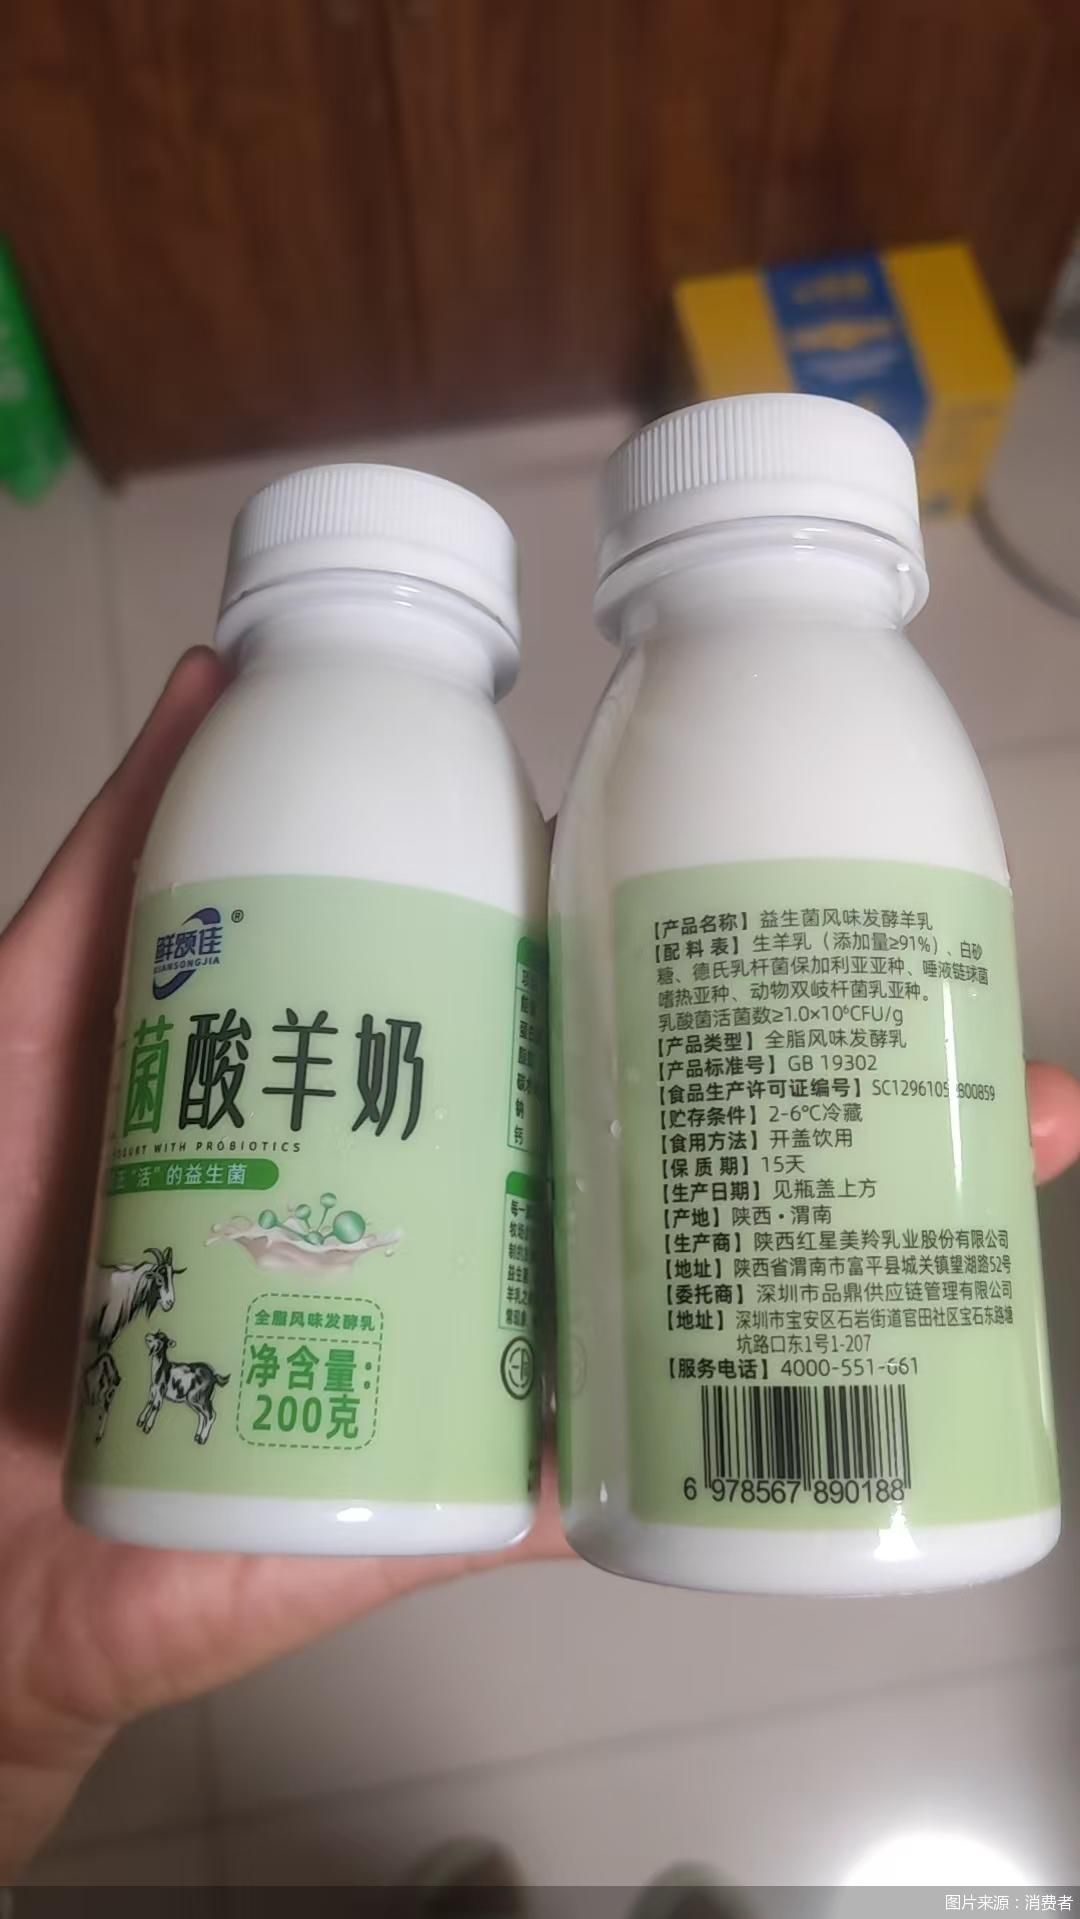 鲜颂佳®
XIANSONGJIA
菌酸羊奶
YOGURT WITH PROBIOTICS
“活”的益生菌
全脂风味发酵乳
净含量:
200克
钠
钙
【产品名称】益生菌风味发酵羊乳
【配料表】生羊乳（添加量≥91%）、白砂
糖、德氏乳杆菌保加利亚亚种、唾液链球菌
嗜热亚种、动物双岐杆菌乳亚种。
乳酸菌活菌数≥1.0×10⁶CFU/g
【产品类型】全脂风味发酵乳
【产品标准号】GB 19302
【食品生产许可证编号】
【贮存条件】2-6℃冷藏
【食用方法】开盖饮用
【保质期】15天
【生产日期】见瓶盖上方
【产地】陕西·渭南
【生产商】陕西红星美羚乳业股份有限公司
【地址】陕西省渭南市富平县城关镇望湖路52号
【委托商】深圳市品鼎供应链管理有限公司
【地址】深圳市宝安区石岩街道官田社区宝石东路塘
坑路口东1号1-207
【服务电话】4000-551-661
6 978567 890188
图片来源：消费者